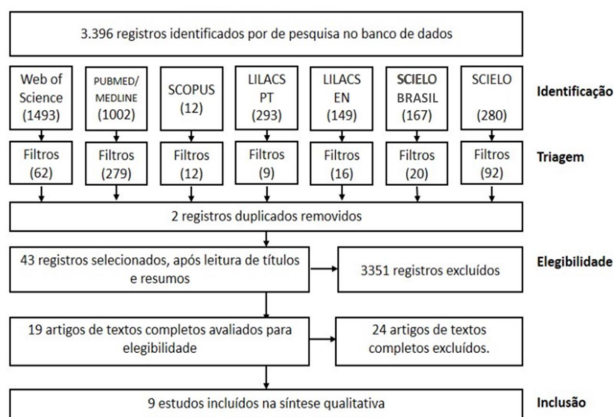 3.396 registros identificados por de pesquisa no banco de dados
Web of
Science
(1493)
PUBMED/
MEDLINE
(1002)
SCOPUS
(12)
LILACS
PT
(293)
LILACS
EN
(149)
SCIELO
BRASIL
(167)
SCIELO
(280)
Identificação
Filtros
(62)
Filtros
(279)
Filtros
(12)
Filtros
(9)
Filtros
(16)
Filtros
(20)
Filtros
(92)
Triagem
2 registros duplicados removidos
43 registros selecionados, após leitura de títulos
e resumos
3351 registros excluídos
Elegibilidade
19 artigos de textos completos avaliados para
elegibilidade
24 artigos de textos
completos excluídos.
9 estudos incluídos na síntese qualitativa
Inclusão